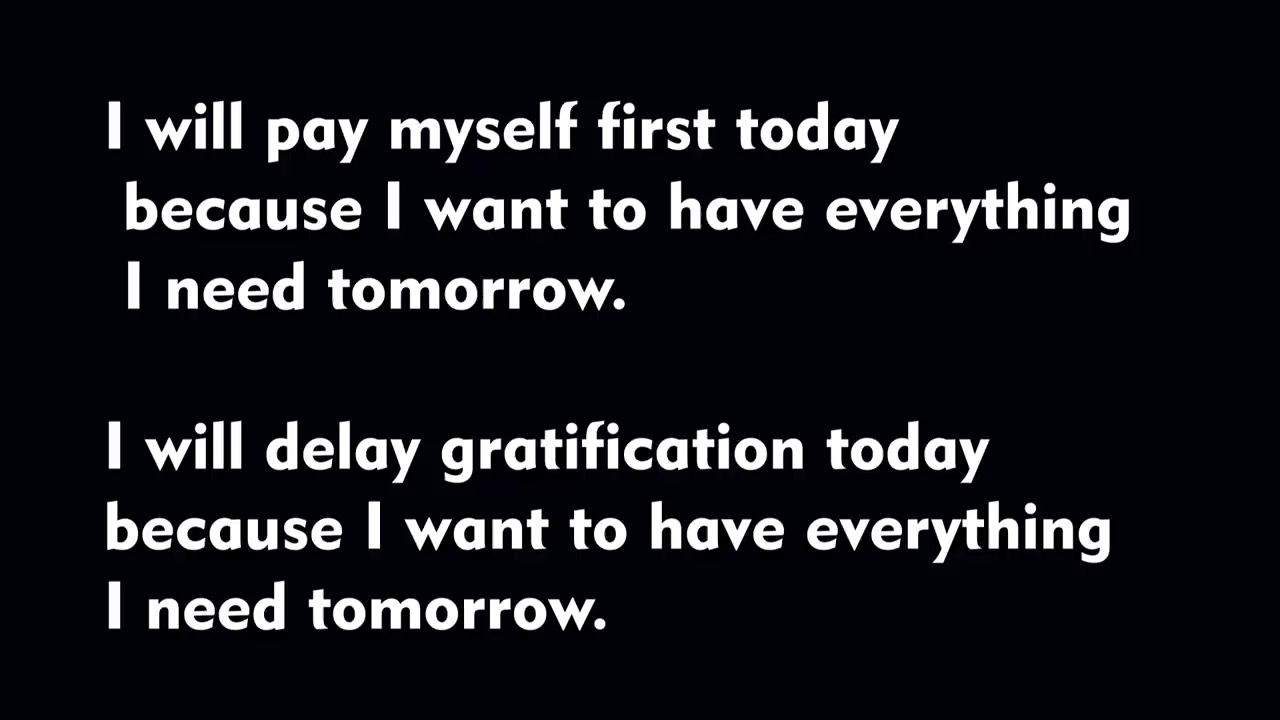 I will pay myself first today
because I want to have everything
I need tomorrow.
I will delay gratification today
because I want to have everything
I need tomorrow.